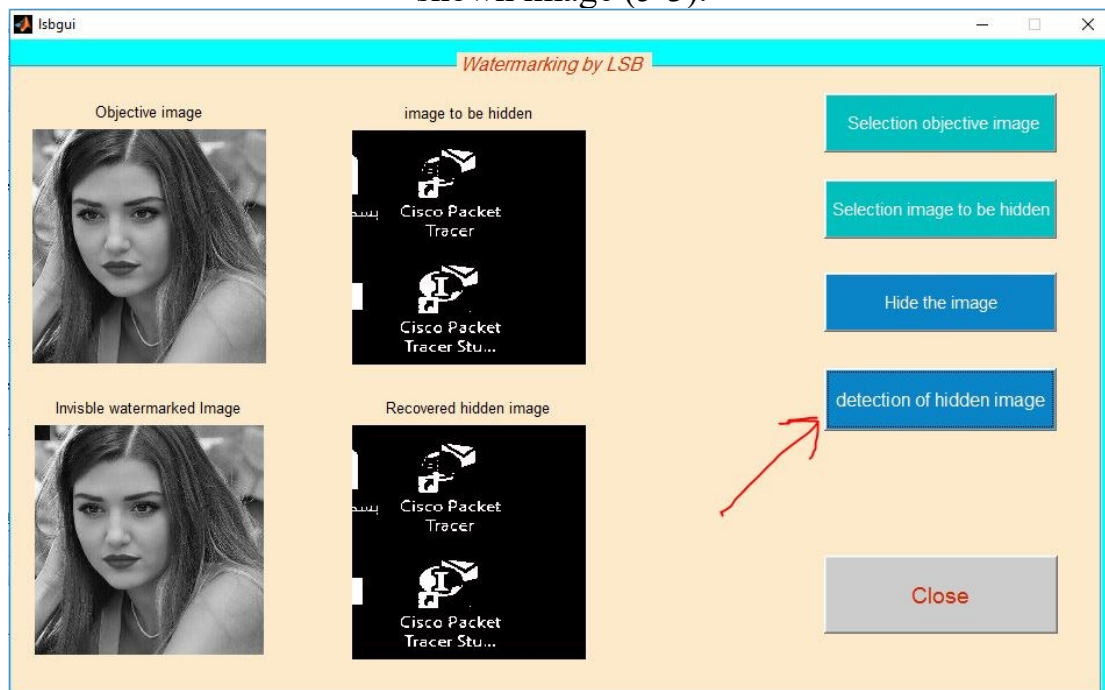 lsbgui
Watermarking by LSB
Objective image
image to be hidden
Selection objective image
Cisco Packet
Tracer
Selection image to be hidden
Cisco Packet
Tracer Stu...
Hide the image
detection of hidden image
Invisble watermarked Image
Recovered hidden image
Cisco Packet
Tracer
Cisco Packet
Tracer Stu...
Close